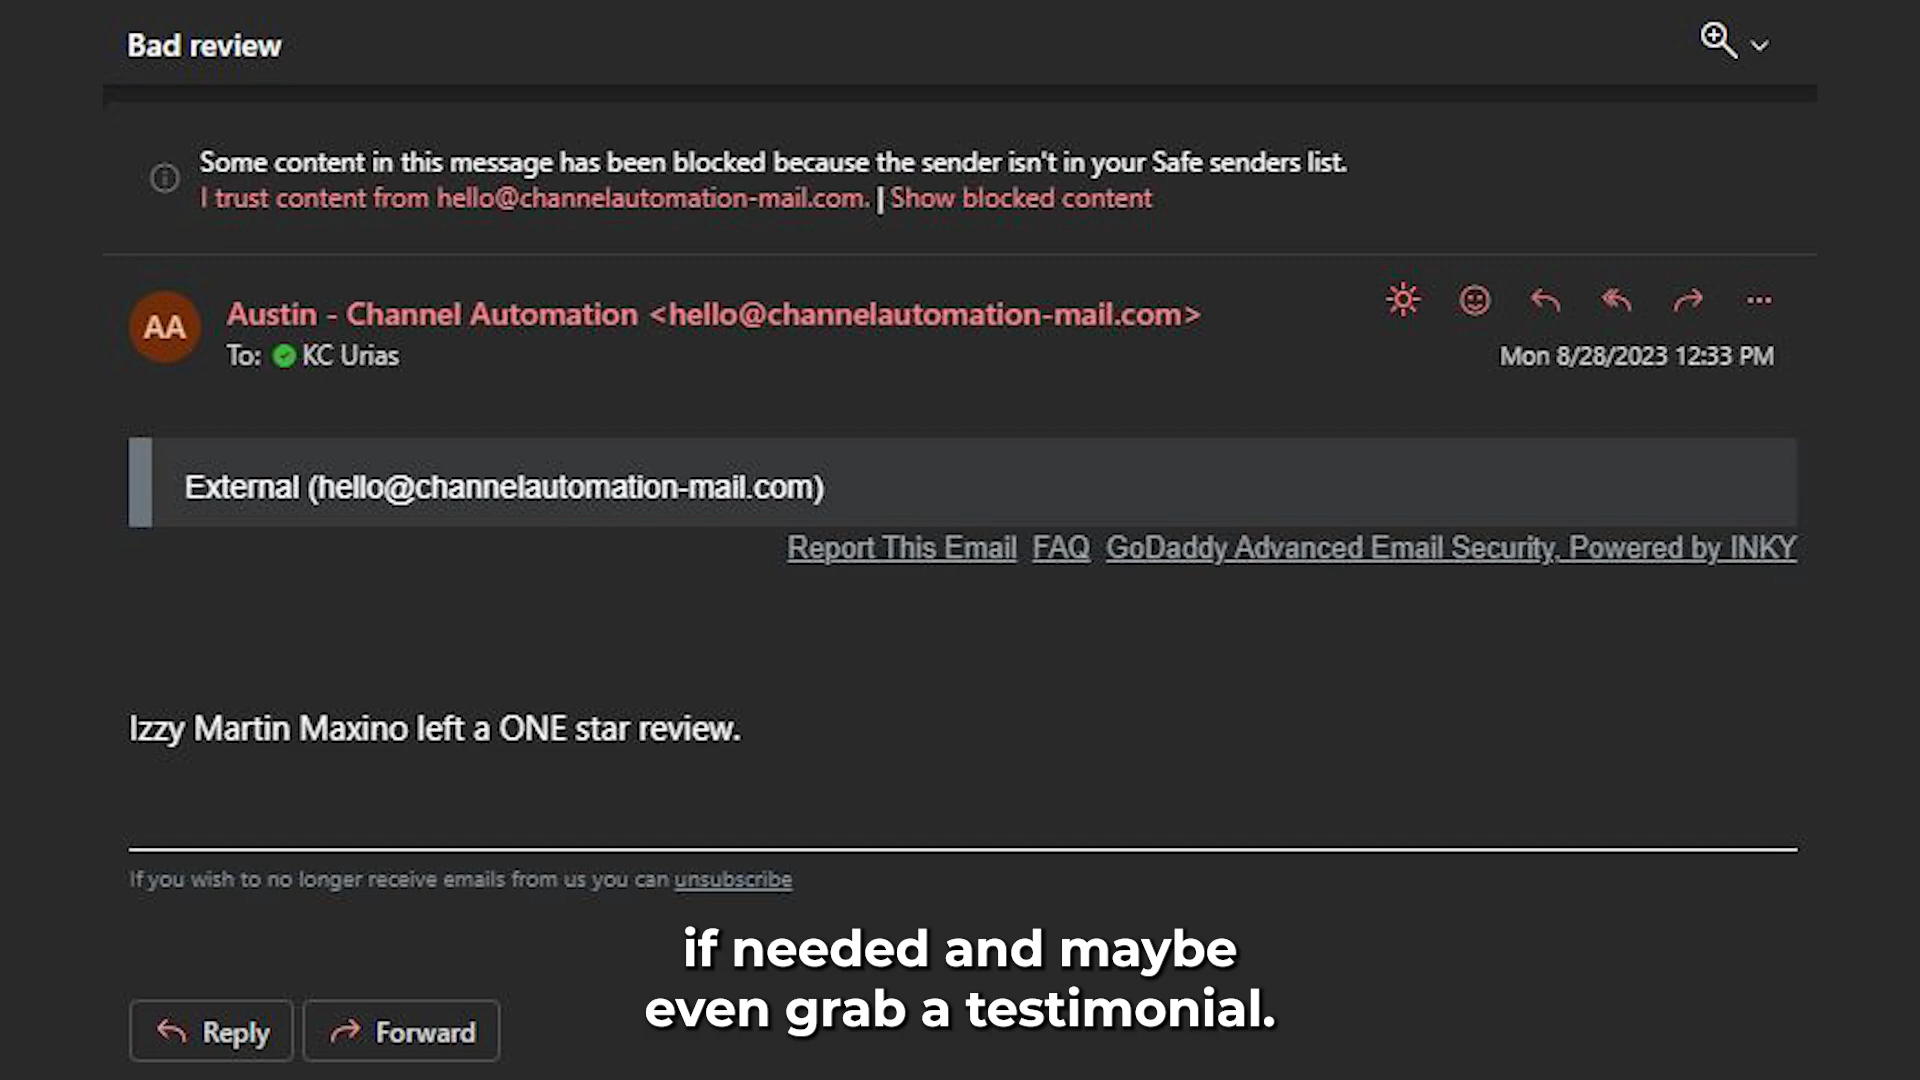 Bad review
Some content in this message has been blocked because the sender isn't in your Safe senders list.
I trust content from hello@channelautomation-mail.com. | Show blocked content
AA
Austin - Channel Automation <hello@channelautomation-mail.com>
To: KC Urias
Mon 8/28/2023 12:33 PM
External (hello@channelautomation-mail.com)
Report This Email FAQ GoDaddy Advanced Email Security, Powered by INKY
Izzy Martin Maxino left a ONE star review.
If you wish to no longer receive emails from us you can unsubscribe
if needed and maybe
even grab a testimonial.
Reply Forward